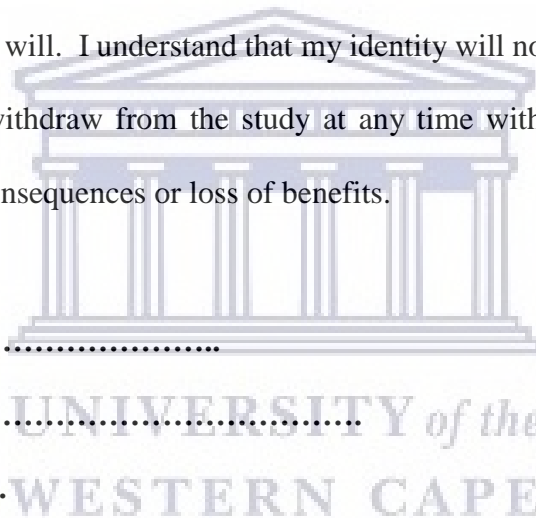 will. I understand that my identity will no
withdraw from the study at any time with
nsequences or loss of benefits.
…………………..
…………………………………….
.
UNIVERSITY of the
WESTERN CAPE